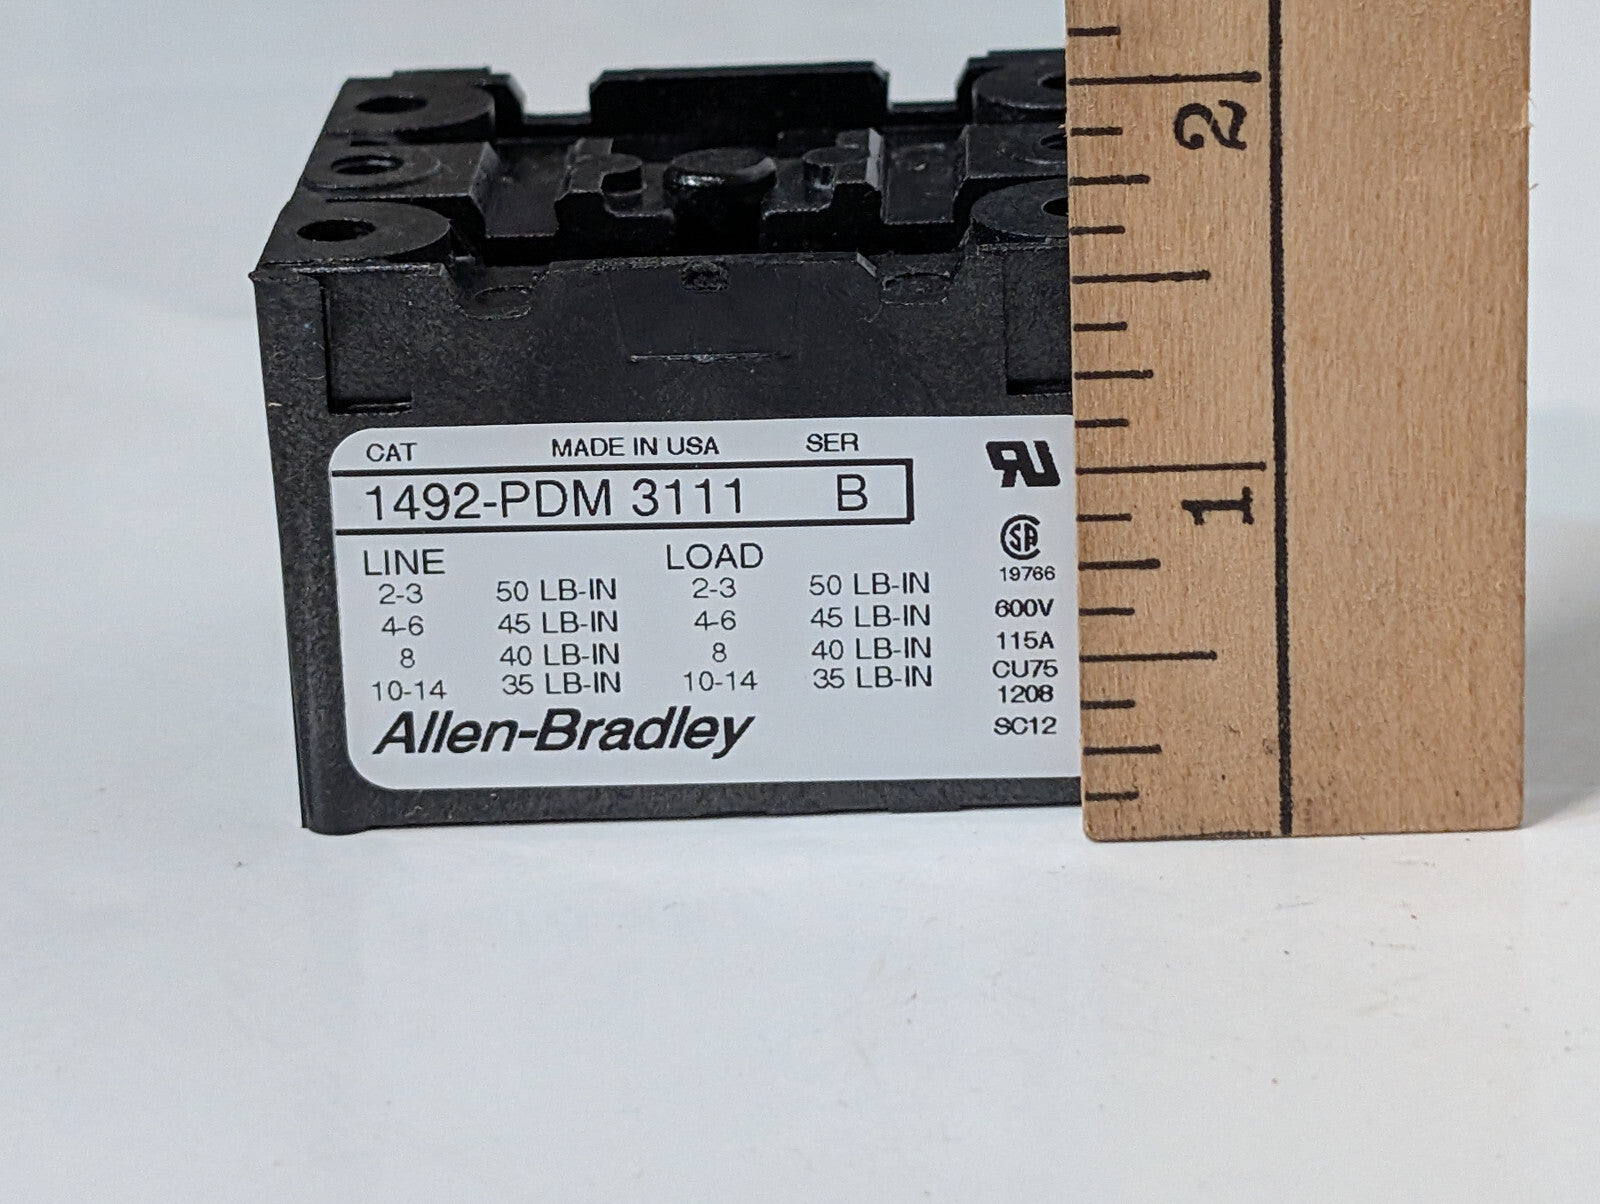 CAT MADE IN USA SER
1492-PDM 3111 B
LINE LOAD
2-3 50 LB-IN 2-3 50 LB-IN
4-6 45 LB-IN 4-6 45 LB-IN
8 40 LB-IN 8 40 LB-IN
10-14 35 LB-IN 10-14 35 LB-IN
Allen-Bradley
RU
SA
19766
600V
115A
CU75
1208
SC12
2
1